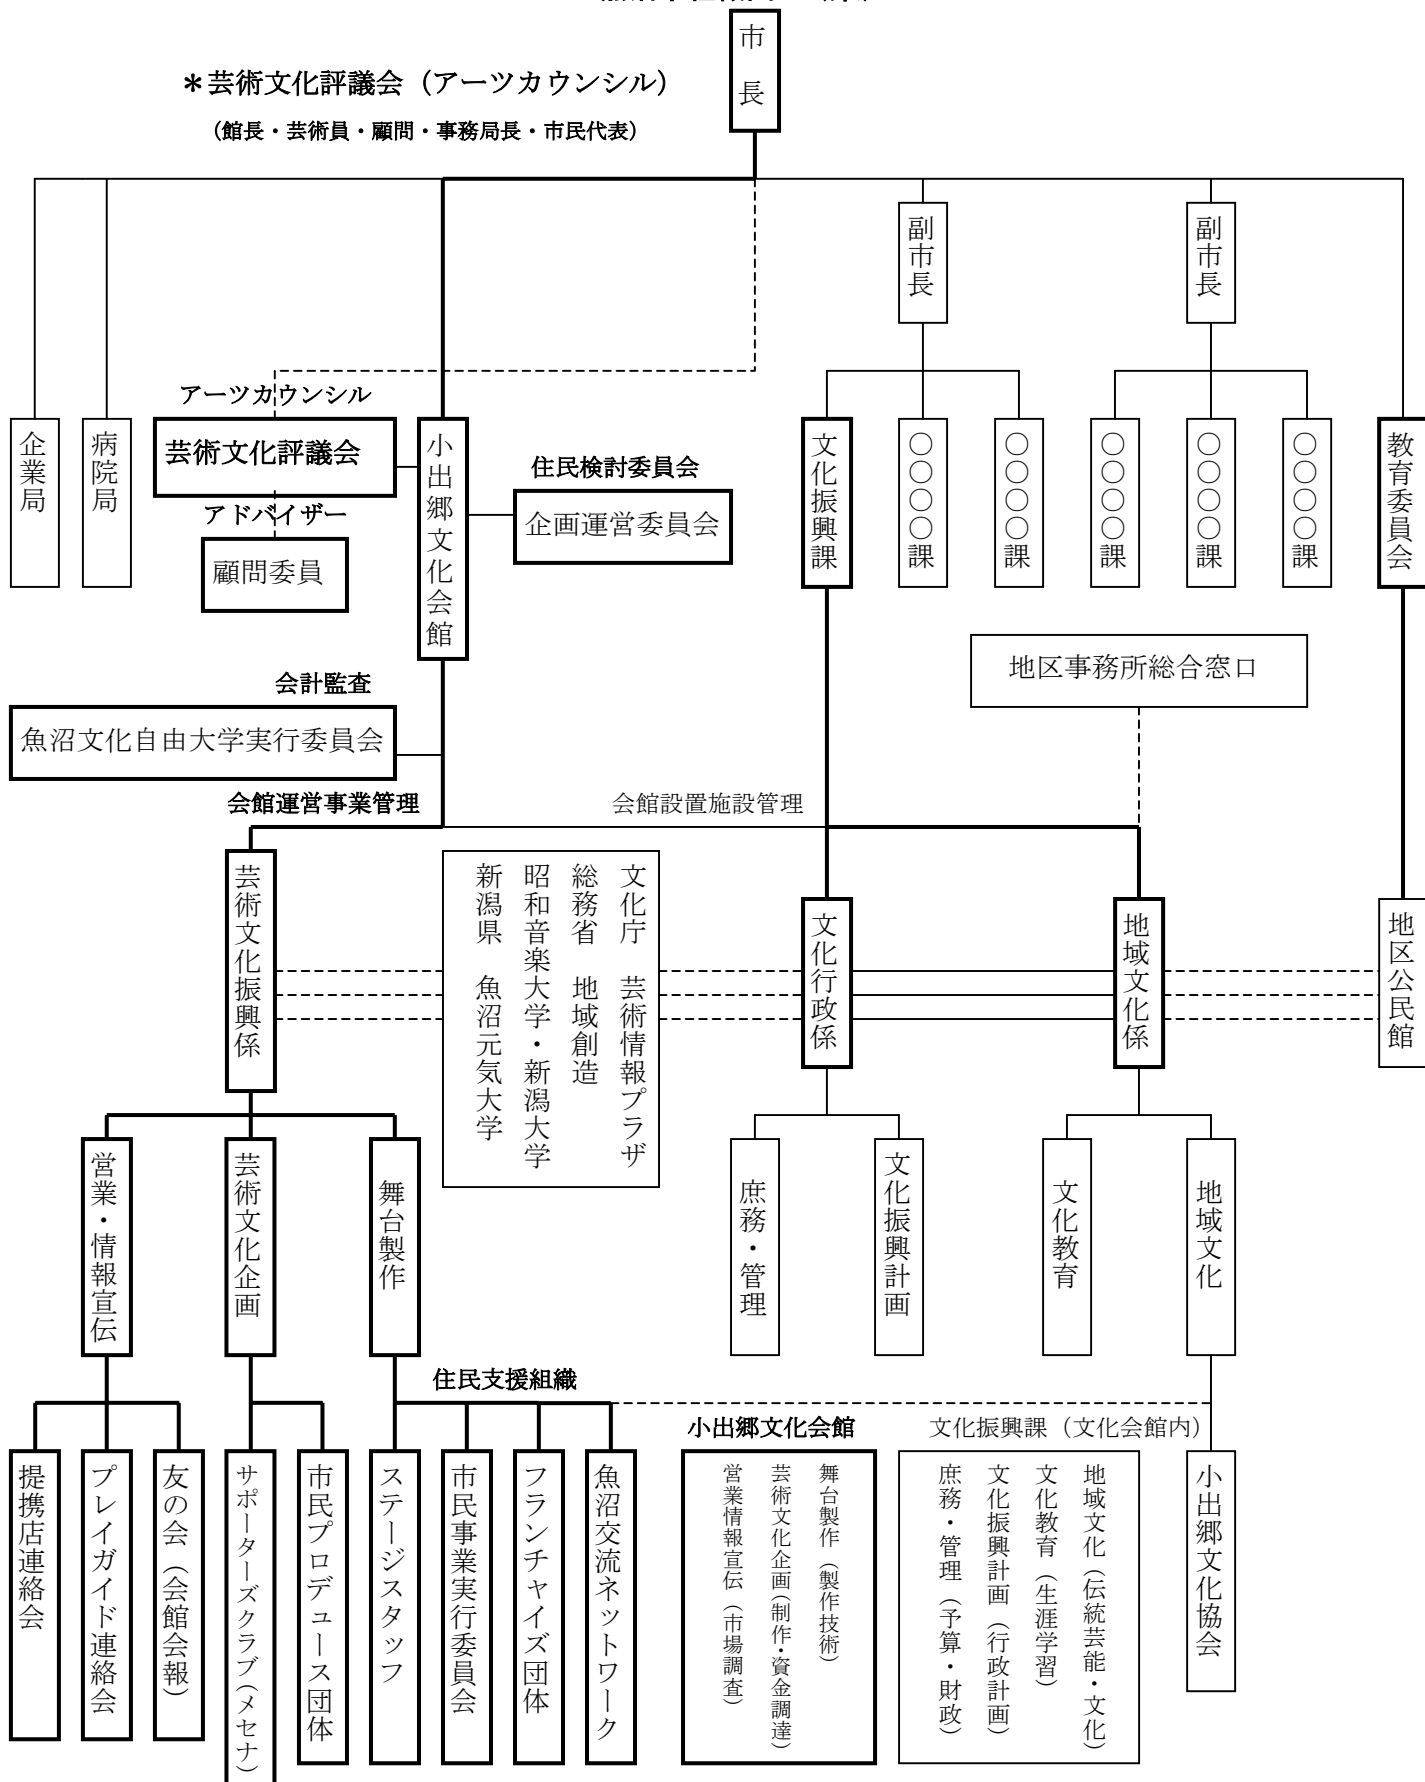 市長
＊芸術文化評議会（アーツカウンシル）
（館長・芸術員・顧問・事務局長・市民代表）
副市長
副市長
アーツカウンシル
企業局
病院局
芸術文化評議会
小出郷文化会館
住民検討委員会
企画運営委員会
アドバイザー
顧問委員
文化振興課
〇〇〇〇課
〇〇〇〇課
〇〇〇〇課
〇〇〇〇課
〇〇〇〇課
教育委員会
地区事務所総合窓口
会計監査
魚沼文化自由大学実行委員会
会館運営事業管理
会館設置施設管理
芸術文化振興係
文化庁　芸術情報プラザ
総務省　地域創造
昭和音楽大学・新潟大学
新潟県　魚沼元気大学
文化行政係
地域文化係
地区公民館
営業・情報宣伝
芸術文化企画
舞台製作
庶務・管理
文化振興計画
文化教育
地域文化
住民支援組織
提携店連絡会
プレイガイド連絡会
友の会（会館会報）
サポーターズクラブ（メセナ）
市民プロデュース団体
ステージスタッフ
市民事業実行委員会
フランチャイズ団体
魚沼交流ネットワーク
小出郷文化会館
舞台製作（製作技術）
芸術文化企画（制作・資金調達）
営業情報宣伝（市場調査）
文化振興課（文化会館内）
地域文化（伝統芸能・文化）
文化教育（生涯学習）
文化振興計画（行政計画）
庶務・管理（予算・財政）
小出郷文化協会